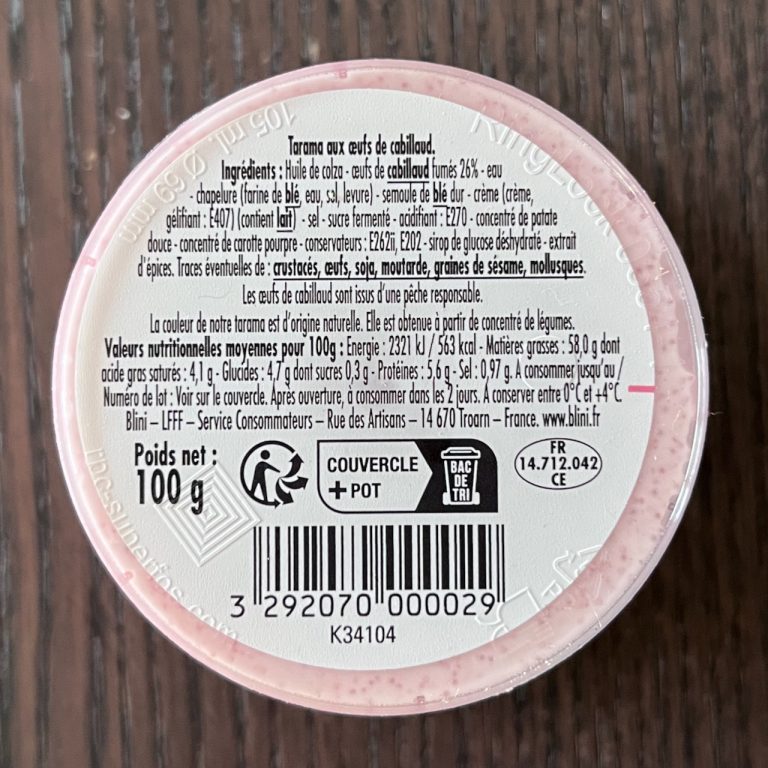 Tarama aux œufs de cabillaud.
Ingrédients : Huile de colza - œufs de cabillaud fumés 26% - eau
- chapelure (farine de blé, eau, sel, levure) - semoule de blé dur - crème (crème,
gélifiant : E407) (contient lait) - sel - sucre fermenté - acidifiant : E270 - concentré de patate
douce - concentré de carotte pourpre - conservateurs : E262ii, E202 - sirop de glucose déshydraté - extrait
d'épices. Traces éventuelles de : crustacés, œufs, soja, moutarde, graines de sésame, mollusques.
Les œufs de cabillaud sont issus d'une pêche responsable.
La couleur de notre tarama est d'origine naturelle. Elle est obtenue à partir de concentré de légumes.
Valeurs nutritionnelles moyennes pour 100g : Energie : 2321 kJ / 563 kcal - Matières grasses : 58,0 g dont
acide gras saturés : 4,1 g - Glucides : 4,7 g dont sucres 0,3 g - Protéines : 5,6 g - Sel : 0,97 g. A consommer jusqu'au /
Numéro de lot : Voir sur le couvercle. Après ouverture, à consommer dans les 2 jours. A conserver entre 0°C et +4°C.
Blini – LFFF – Service Consommateurs – Rue des Artisans – 14 670 Troarn – France. www.blini.fr
Poids net :
100 g
COUVERCLE
+ POT
BAC
DE
TRI
FR
14.712.042
CE
3 292070 000029
K34104
105 ml, Ø 69 mm
RingLock
rpc-superfos.com